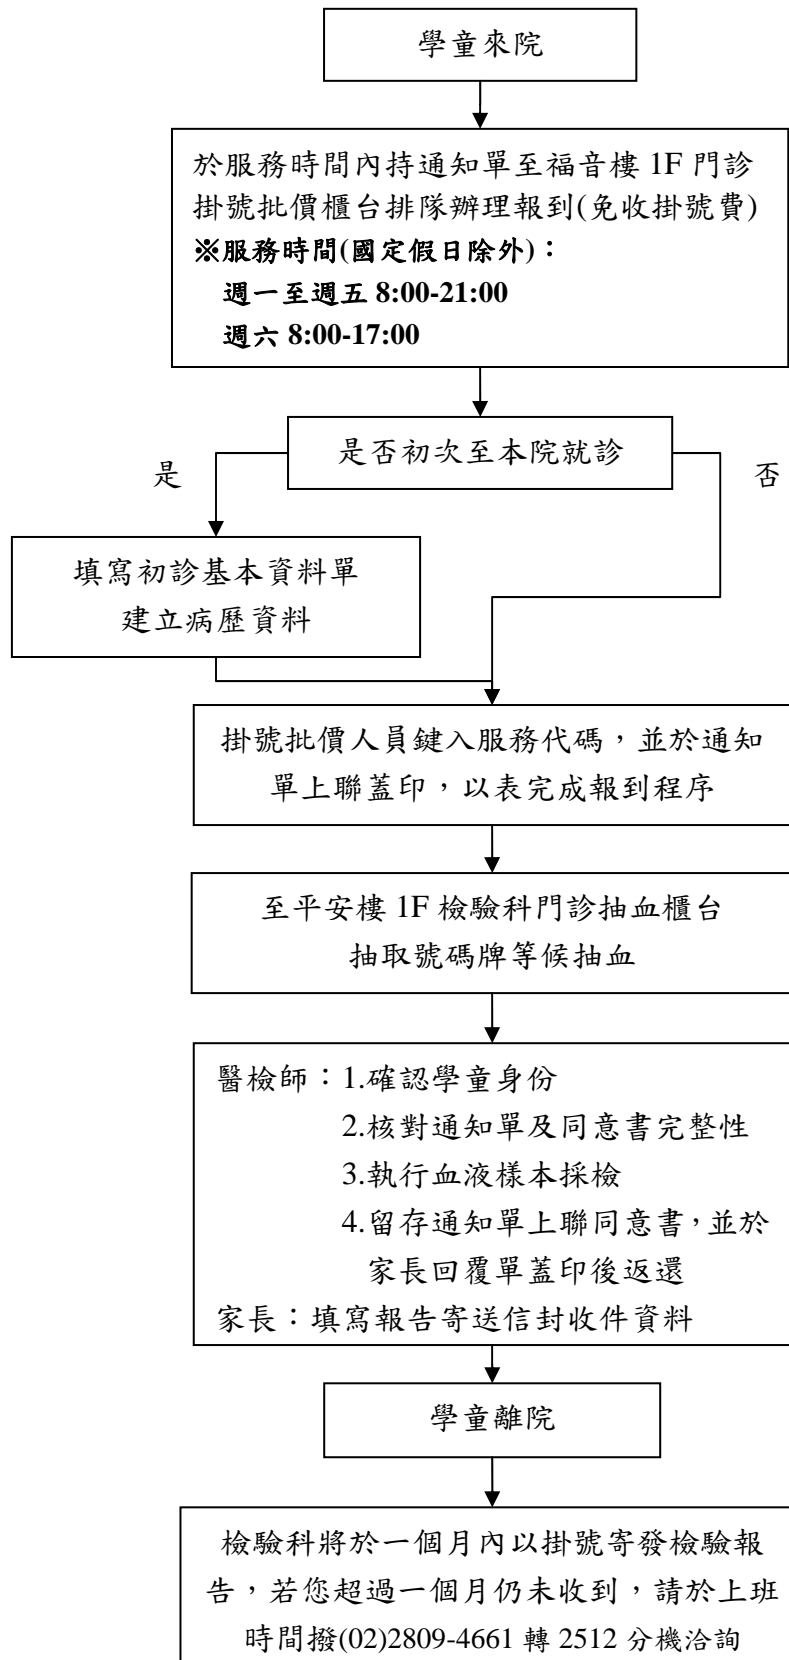 學童來院
於服務時間內持通知單至福音樓 1F 門診
掛號批價櫃台排隊辦理報到(免收掛號費)
※服務時間(國定假日除外)：
週一至週五 8:00-21:00
週六 8:00-17:00
是否初次至本院就診
是
否
填寫初診基本資料單
建立病歷資料
掛號批價人員鍵入服務代碼，並於通知
單上聯蓋印，以表完成報到程序
至平安樓 1F 檢驗科門診抽血櫃台
抽取號碼牌等候抽血
醫檢師：1.確認學童身份
2.核對通知單及同意書完整性
3.執行血液樣本採檢
4.留存通知單上聯同意書，並於
家長回覆單蓋印後返還
家長：填寫報告寄送信封收件資料
學童離院
檢驗科將於一個月內以掛號寄發檢驗報
告，若您超過一個月仍未收到，請於上班
時間撥(02)2809-4661 轉 2512 分機洽詢